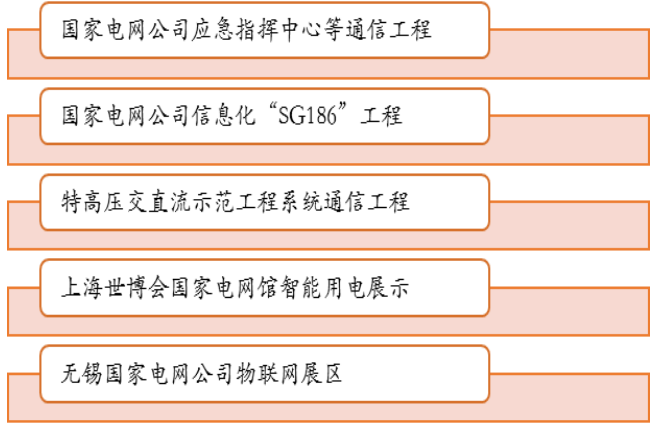 国家电网公司应急指挥中心等通信工程
国家电网公司信息化“SG186”工程
特高压交直流示范工程系统通信工程
上海世博会国家电网馆智能用电展示
无锡国家电网公司物联网展区